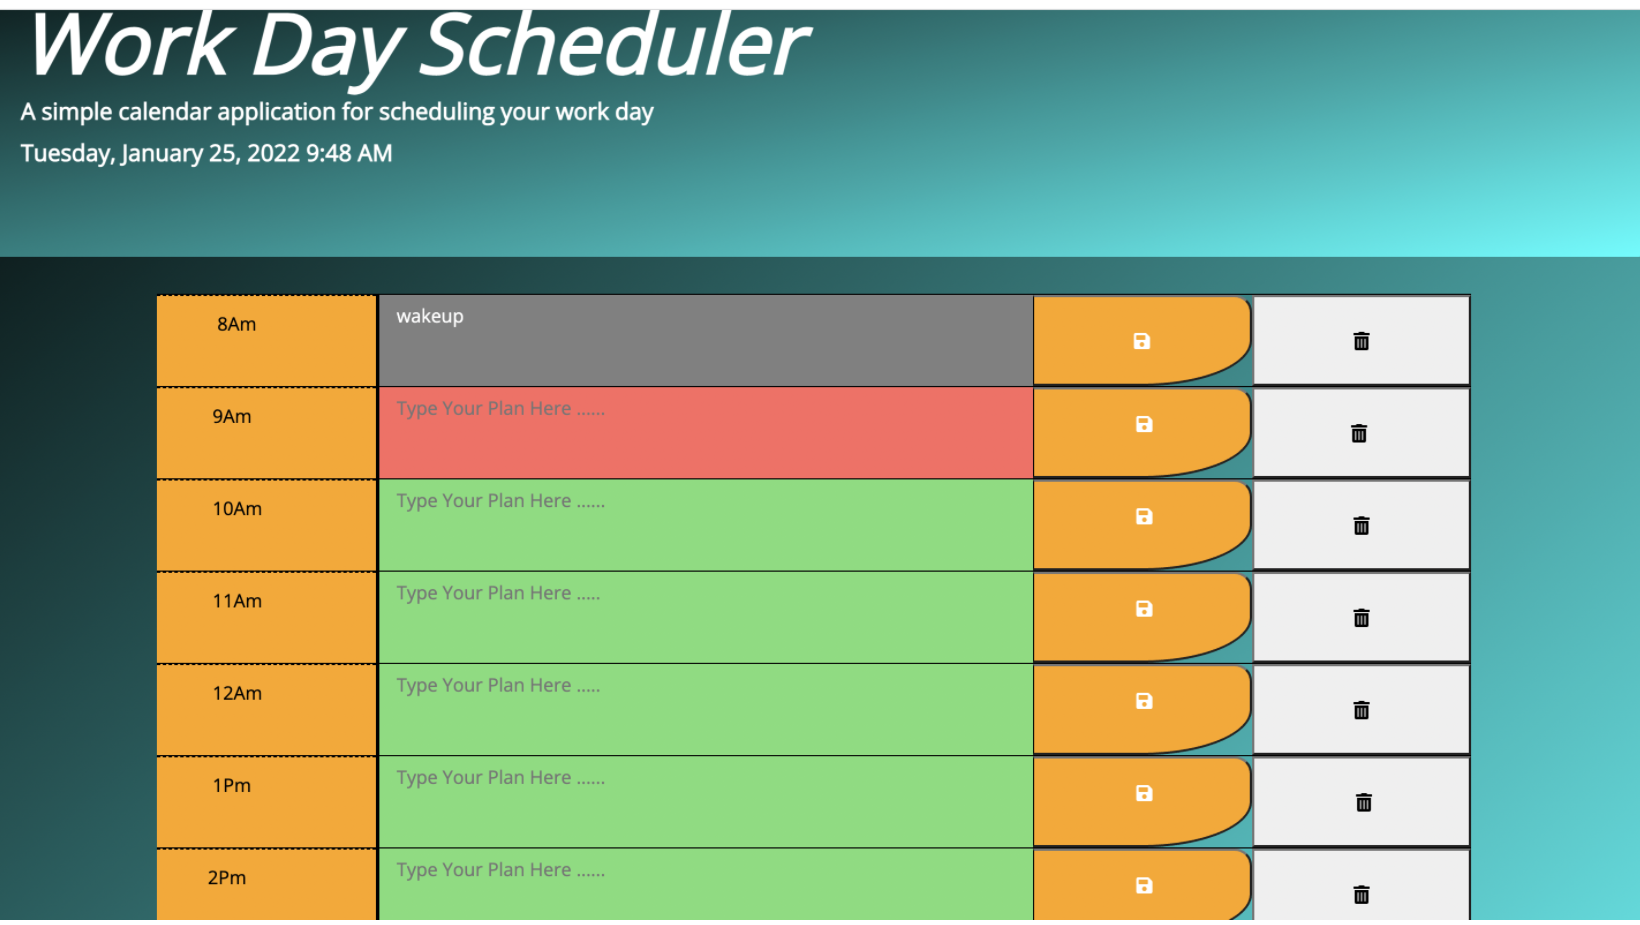 Work Day Scheduler
A simple calendar application for scheduling your work day
Tuesday, January 25, 2022 9:48 AM
8Am wakeup
9Am Type Your Plan Here ......
10Am Type Your Plan Here ......
11Am Type Your Plan Here .....
12Am Type Your Plan Here .....
1Pm Type Your Plan Here ......
2Pm Type Your Plan Here ......